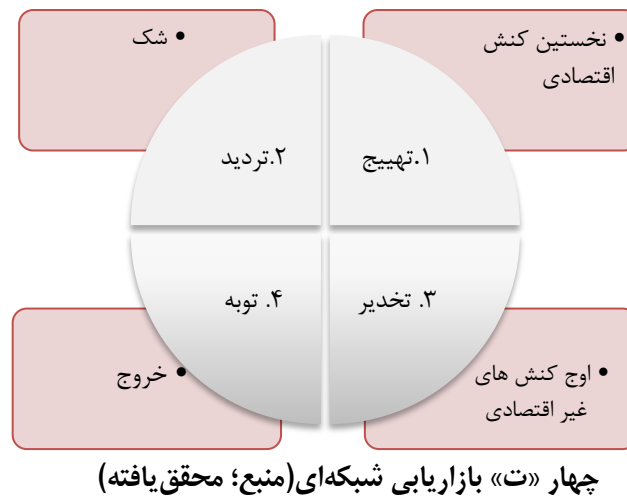 • نخستین کنش
اقتصادی
• شک
۱.تهییج
۲.تردید
۳. تخدیر
۴. توبه
• اوج کنش های
غیر اقتصادی
• خروج
چهار «ت» بازاریابی شبکه‌ای(منبع؛ محقق‌یافته)